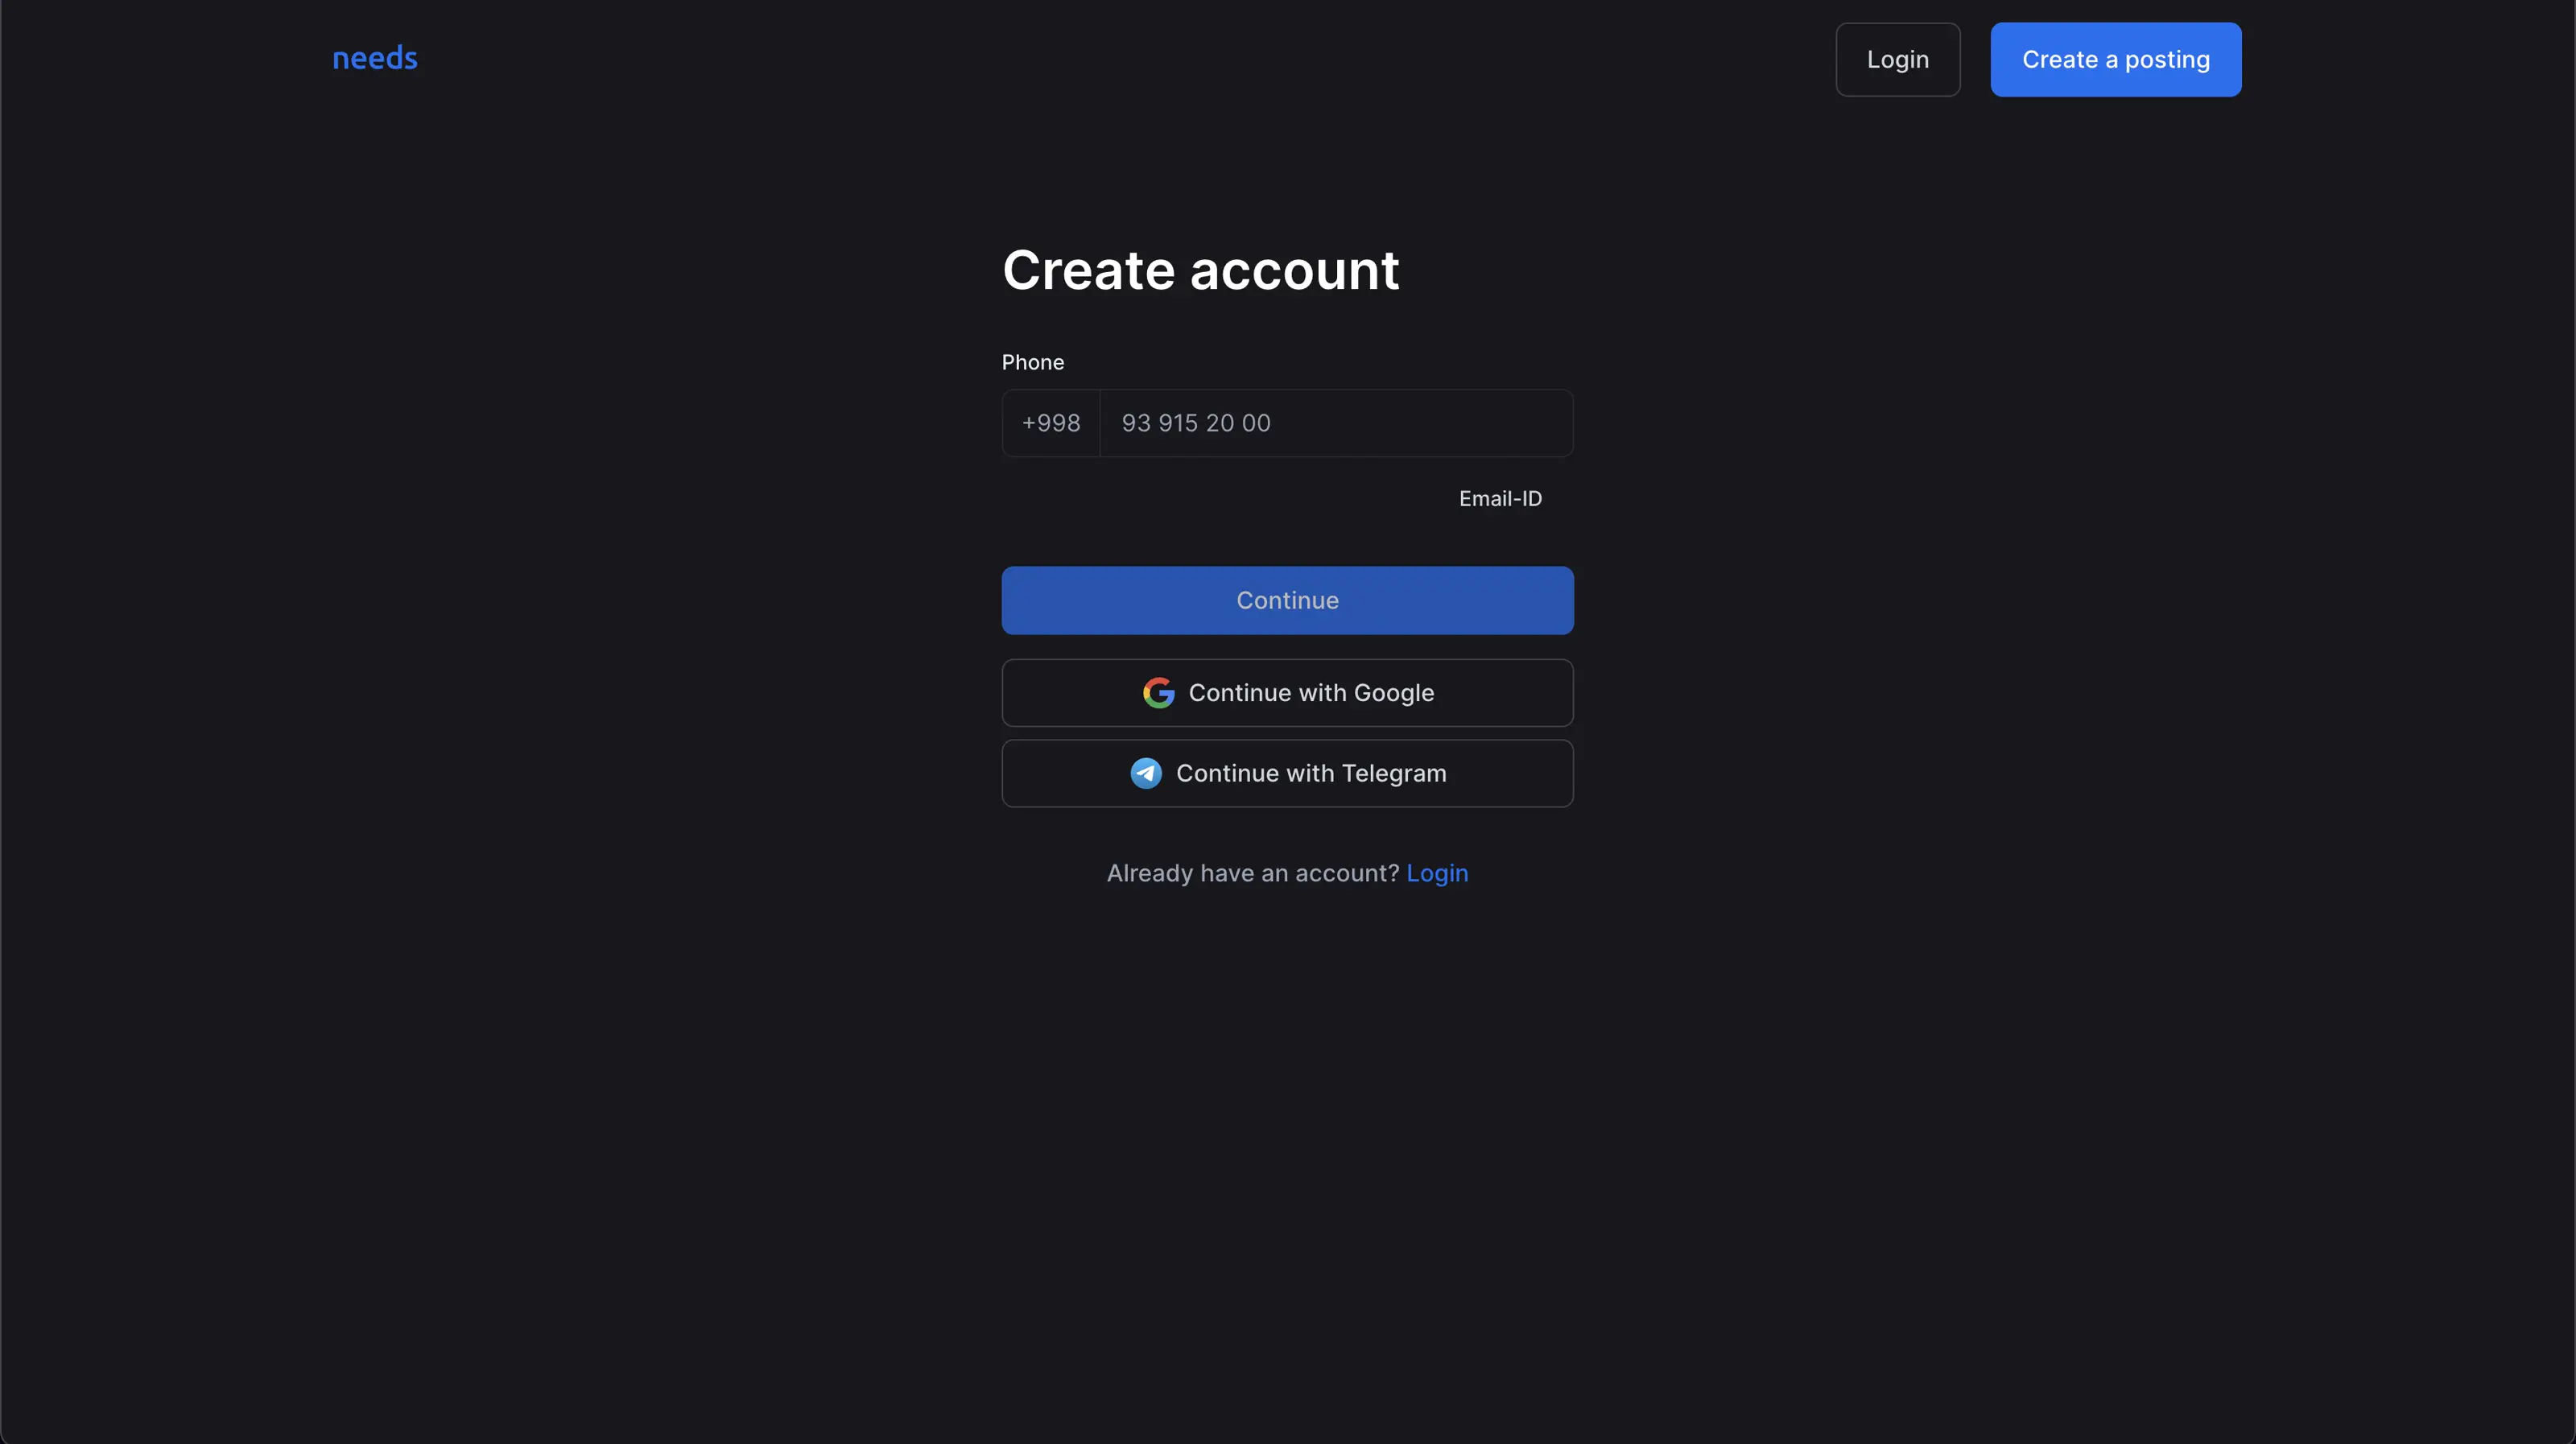 needs
Login
Create a posting
Create account
Phone
+998
93 915 20 00
Email-ID
Continue
Continue with Google
Continue with Telegram
Already have an account? Login